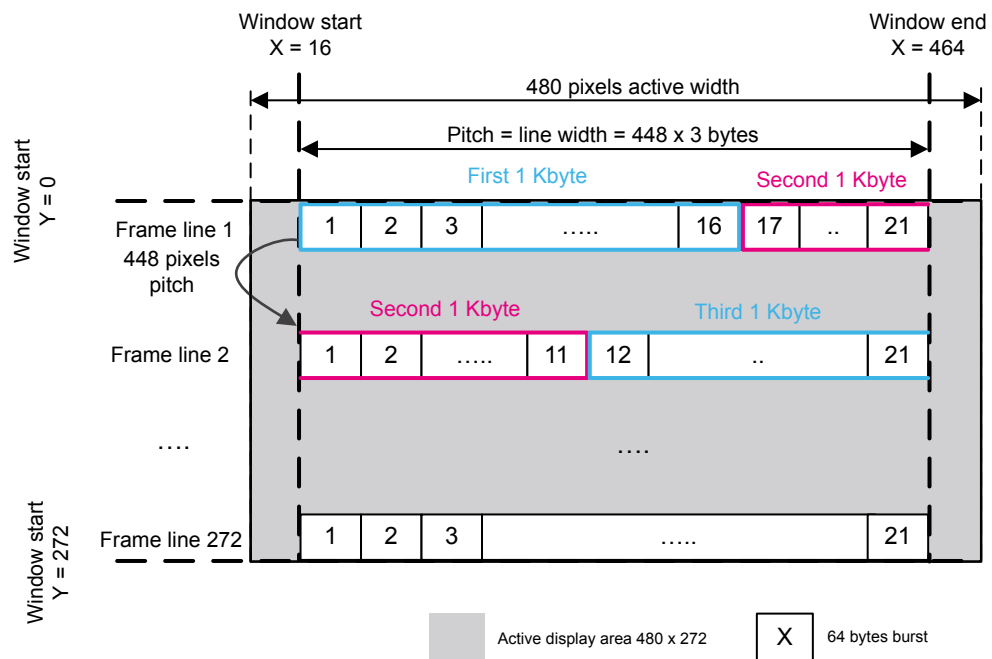 Window start
X = 16
Window end
X = 464
480 pixels active width
Pitch = line width = 448 x 3 bytes
Window start
Y = 0
First 1 Kbyte
Second 1 Kbyte
Frame line 1
448 pixels
pitch
1 2 3 ….. 16 17 .. 21
Second 1 Kbyte
Third 1 Kbyte
Frame line 2
1 2 ….. 11 12 .. 21
….
….
Window start
Y = 272
Frame line 272
1 2 3 ….. 21
Active display area 480 x 272
X
64 bytes burst